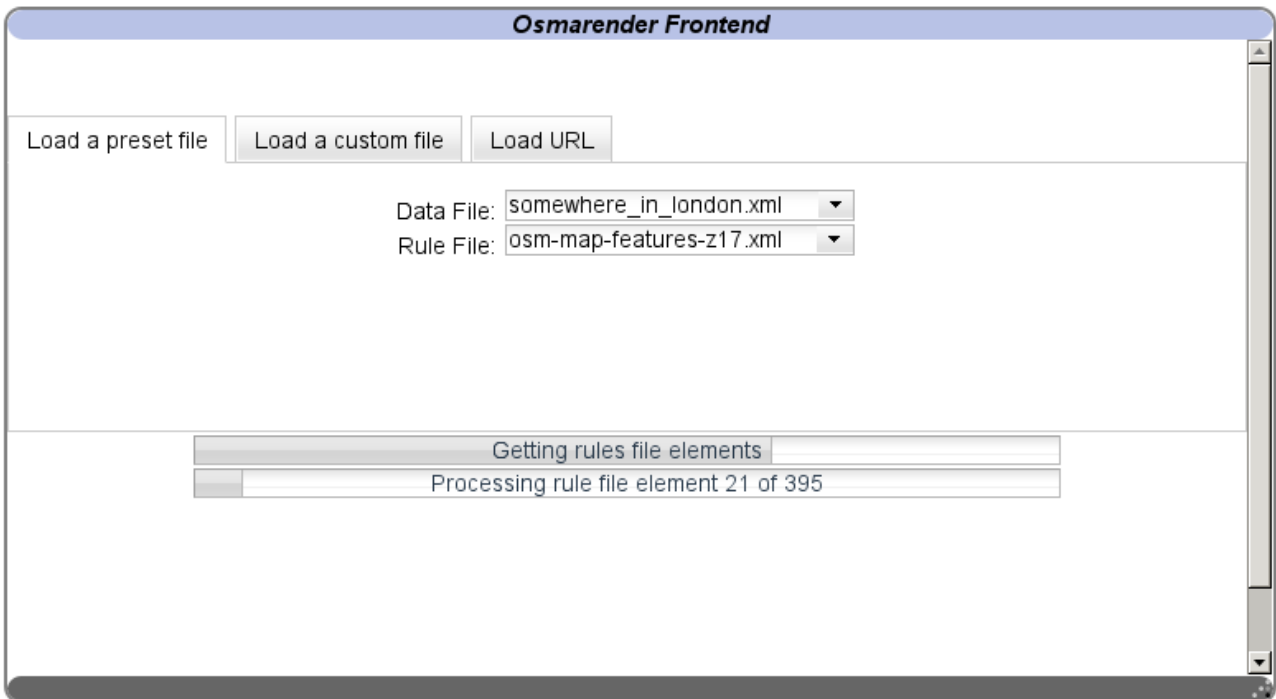 Osmarender Frontend
Load a preset file Load a custom file Load URL
Data File: somewhere_in_london.xml
Rule File: osm-map-features-z17.xml
Getting rules file elements
Processing rule file element 21 of 395